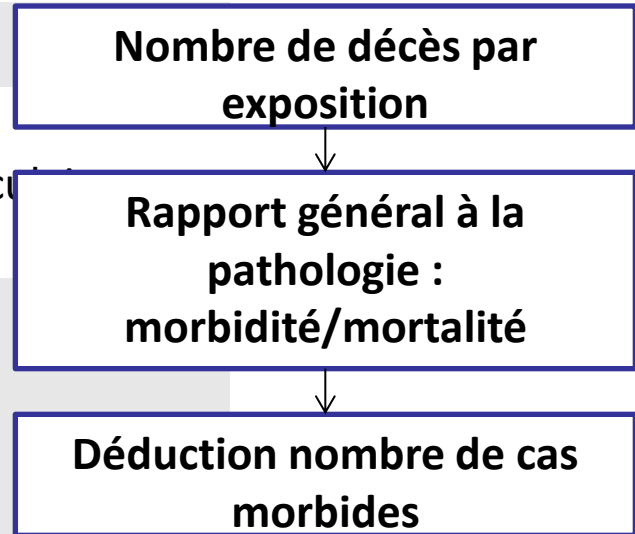 Nombre de décès par
exposition
Rapport général à la
pathologie :
morbidité/mortalité
Déduction nombre de cas
morbides